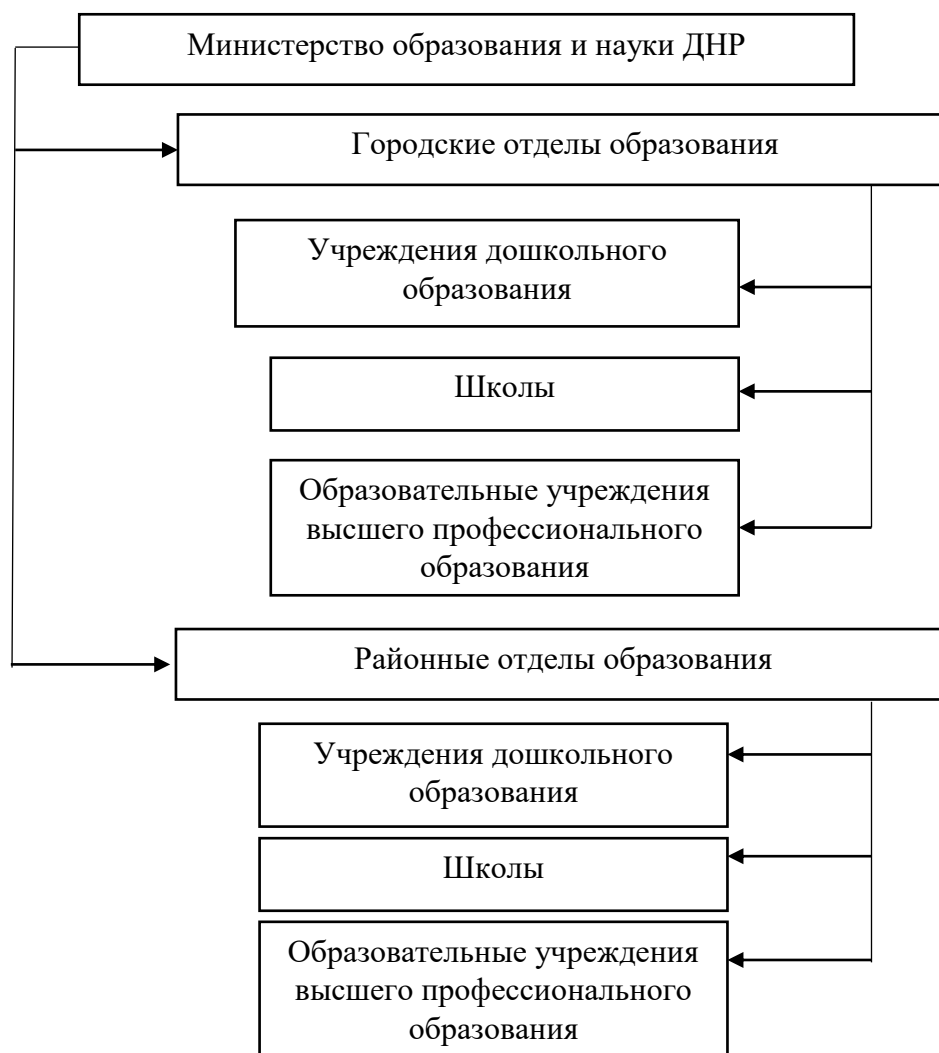 Министерство образования и науки ДНР
Городские отделы образования
Учреждения дошкольного
образования
Школы
Образовательные учреждения
высшего профессионального
образования
Районные отделы образования
Учреждения дошкольного
образования
Школы
Образовательные учреждения
высшего профессионального
образования